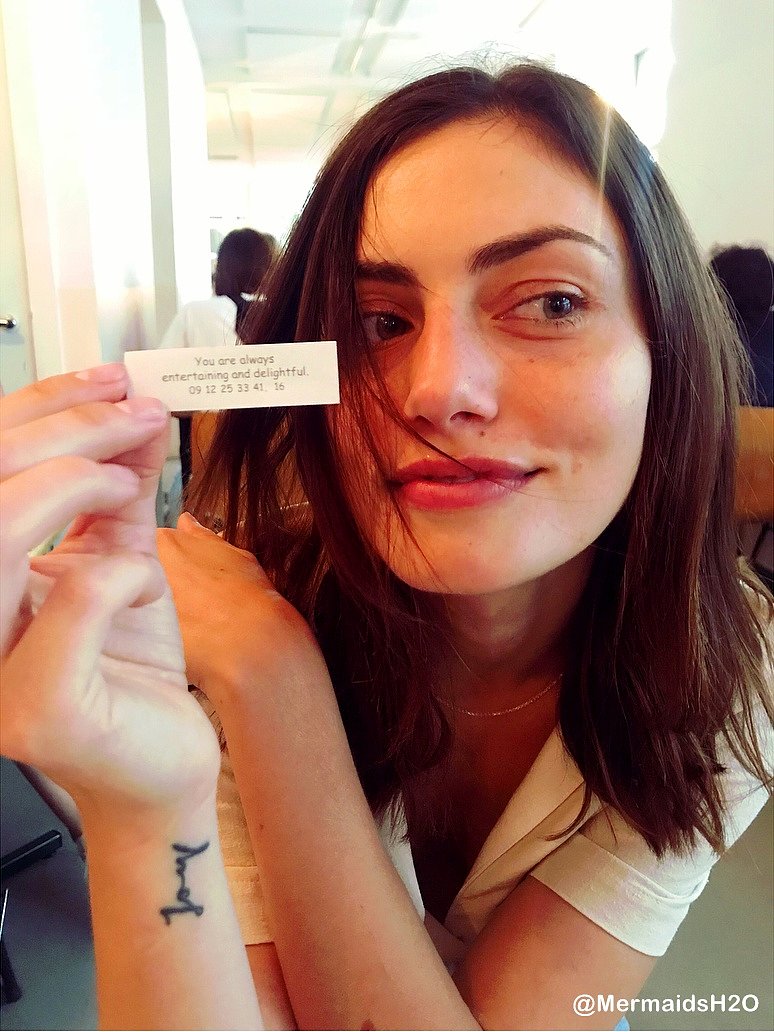 You are always
entertaining and delightful.
09 12 25 33 41, 16
@MermaidsH2O